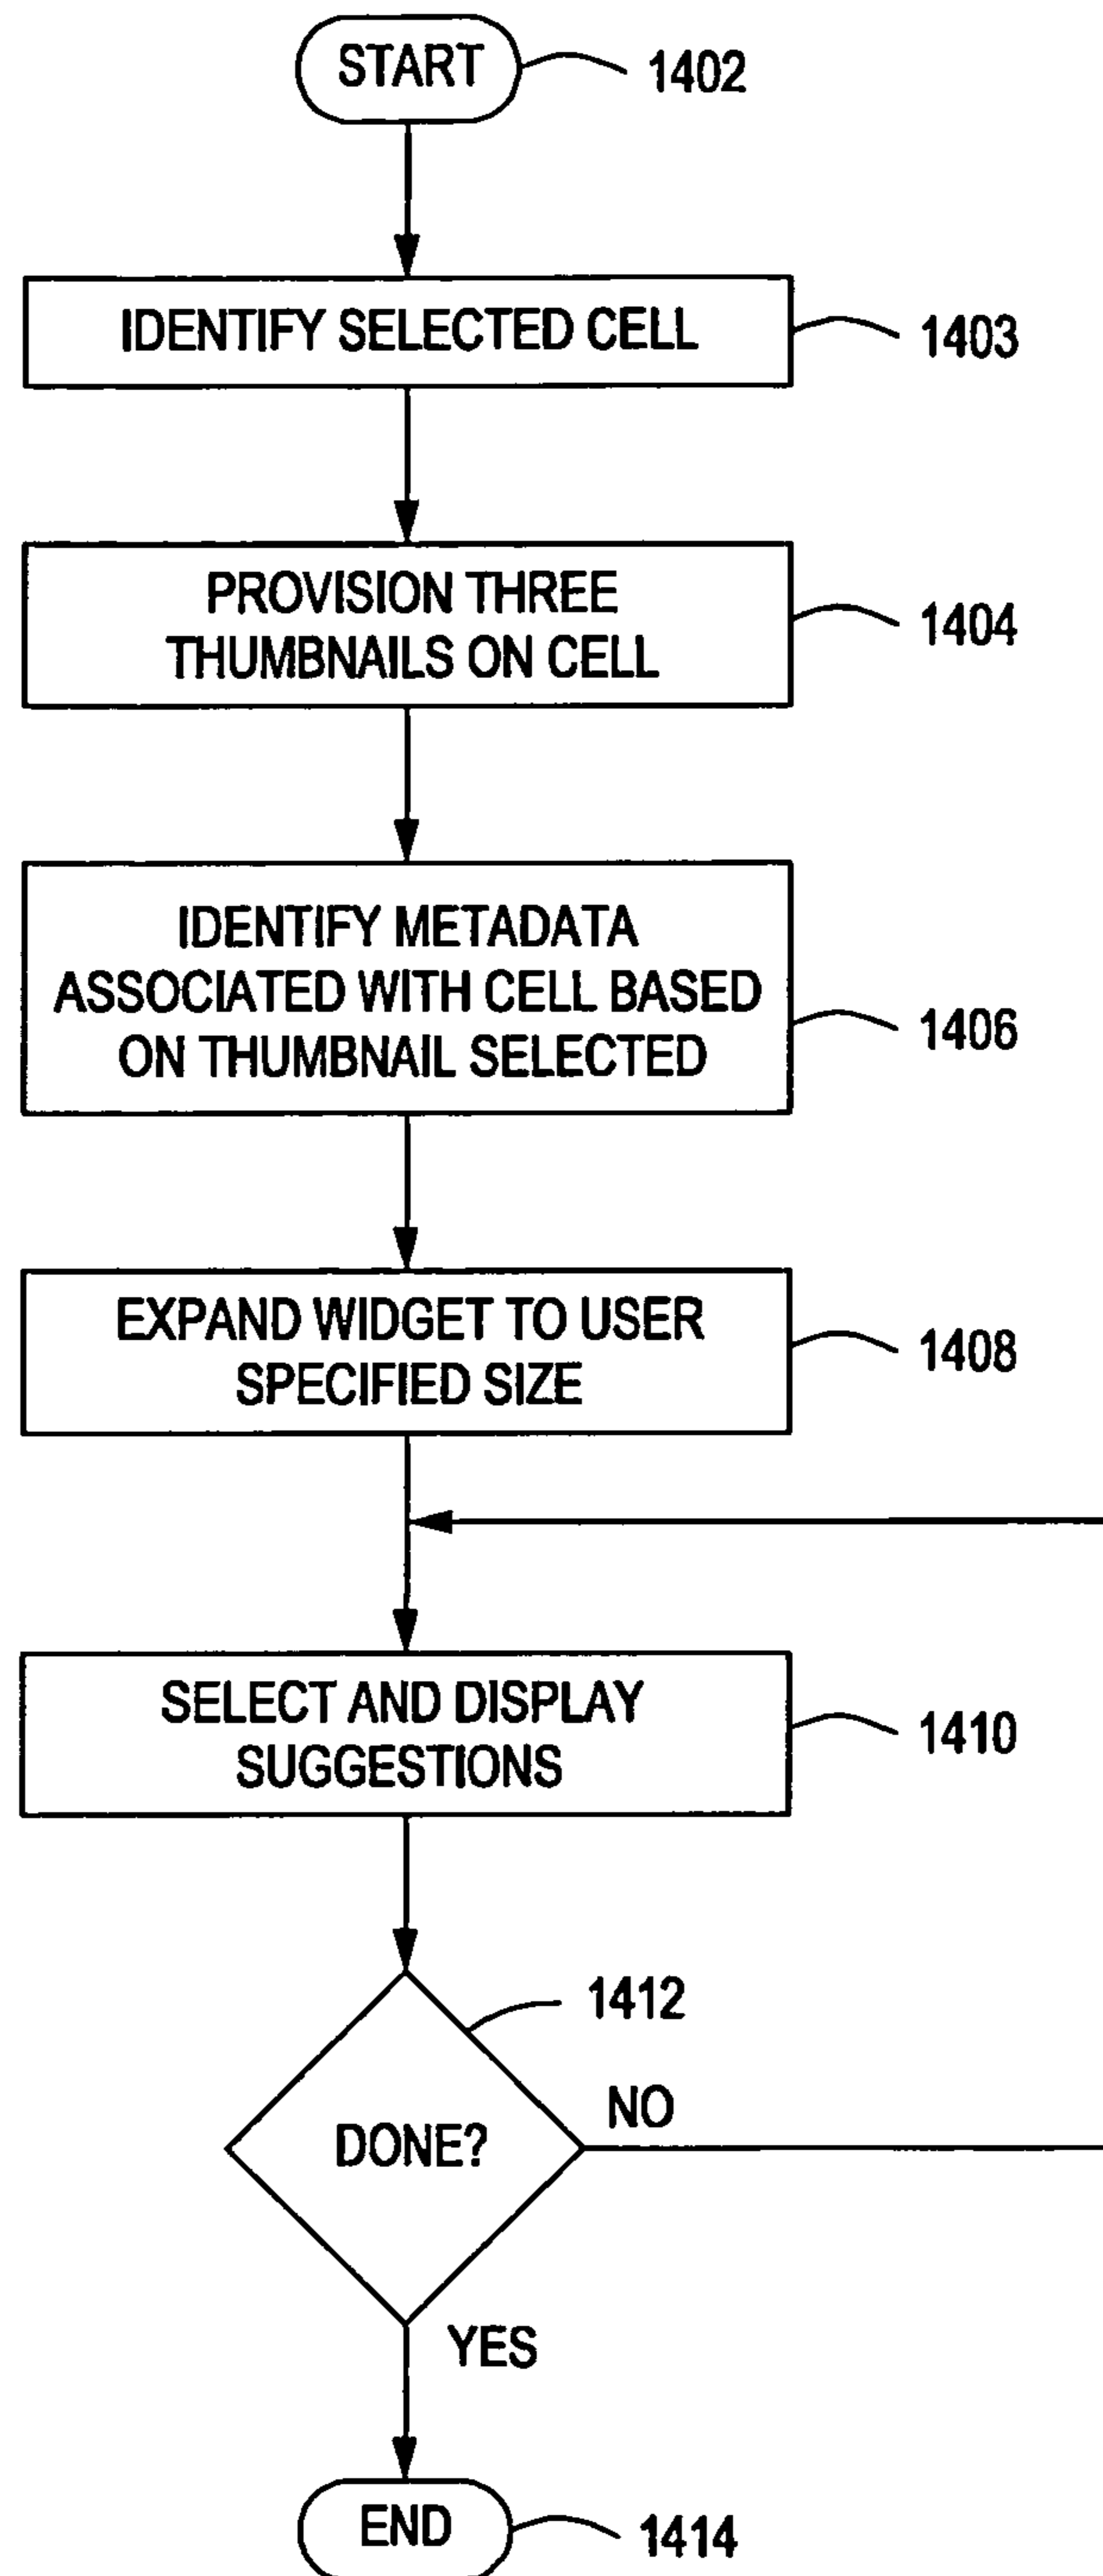 START
1402
IDENTIFY SELECTED CELL
1403
PROVISION THREE
THUMBNAILS ON CELL
1404
IDENTIFY METADATA
ASSOCIATED WITH CELL BASED
ON THUMBNAIL SELECTED
1406
EXPAND WIDGET TO USER
SPECIFIED SIZE
1408
SELECT AND DISPLAY
SUGGESTIONS
1410
1412
DONE?
NO
YES
END
1414